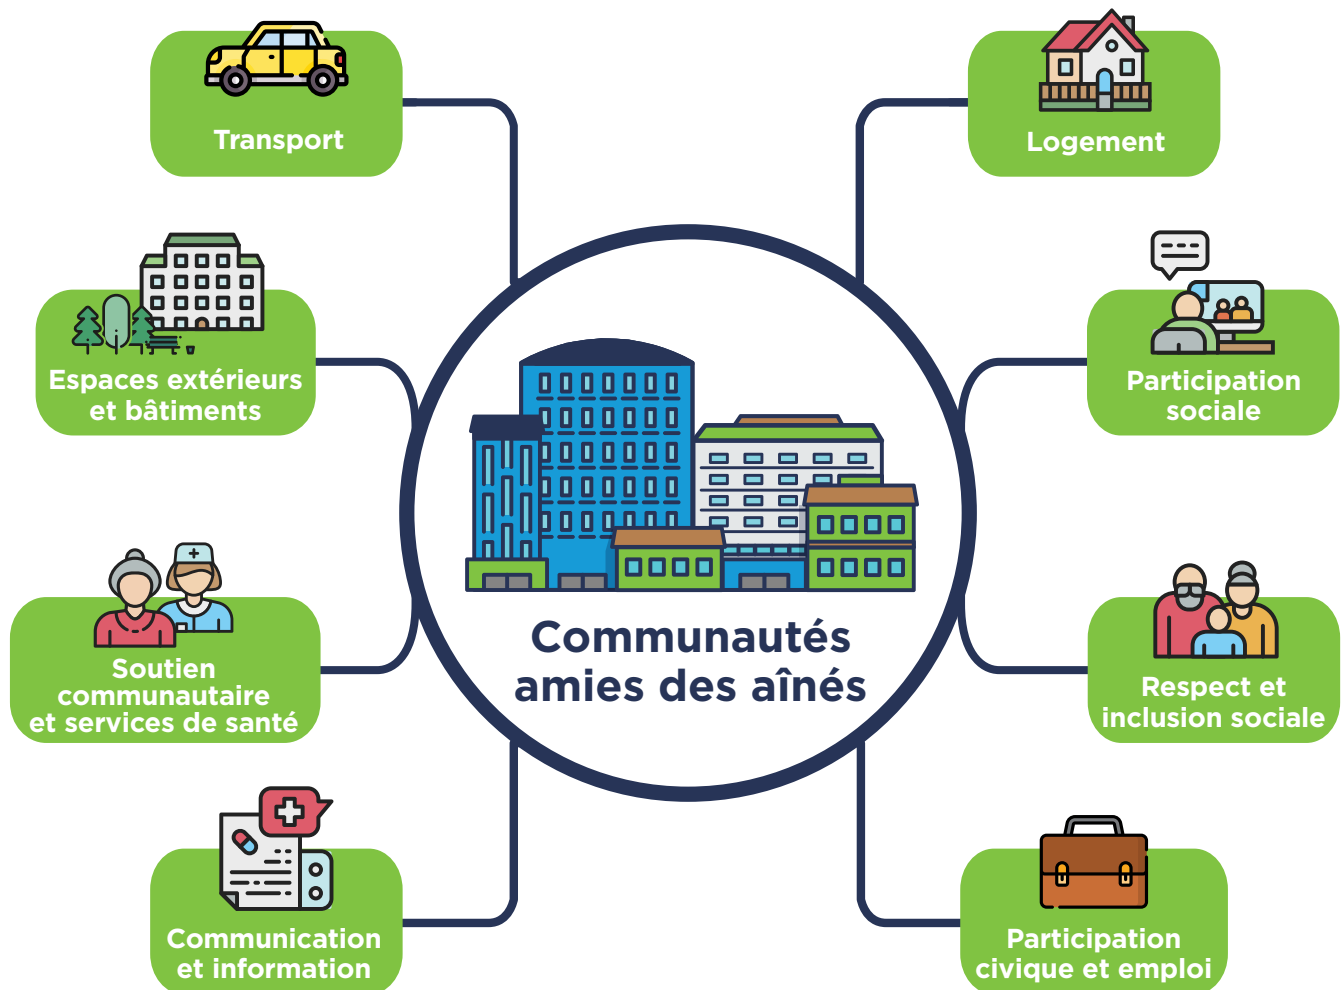 Transport
Logement
Espaces extérieurs
et bâtiments
Participation
sociale
Communautés
amies des aînés
Soutien
communautaire
et services de santé
Respect et
inclusion sociale
Communication
et information
Participation
civique et emploi